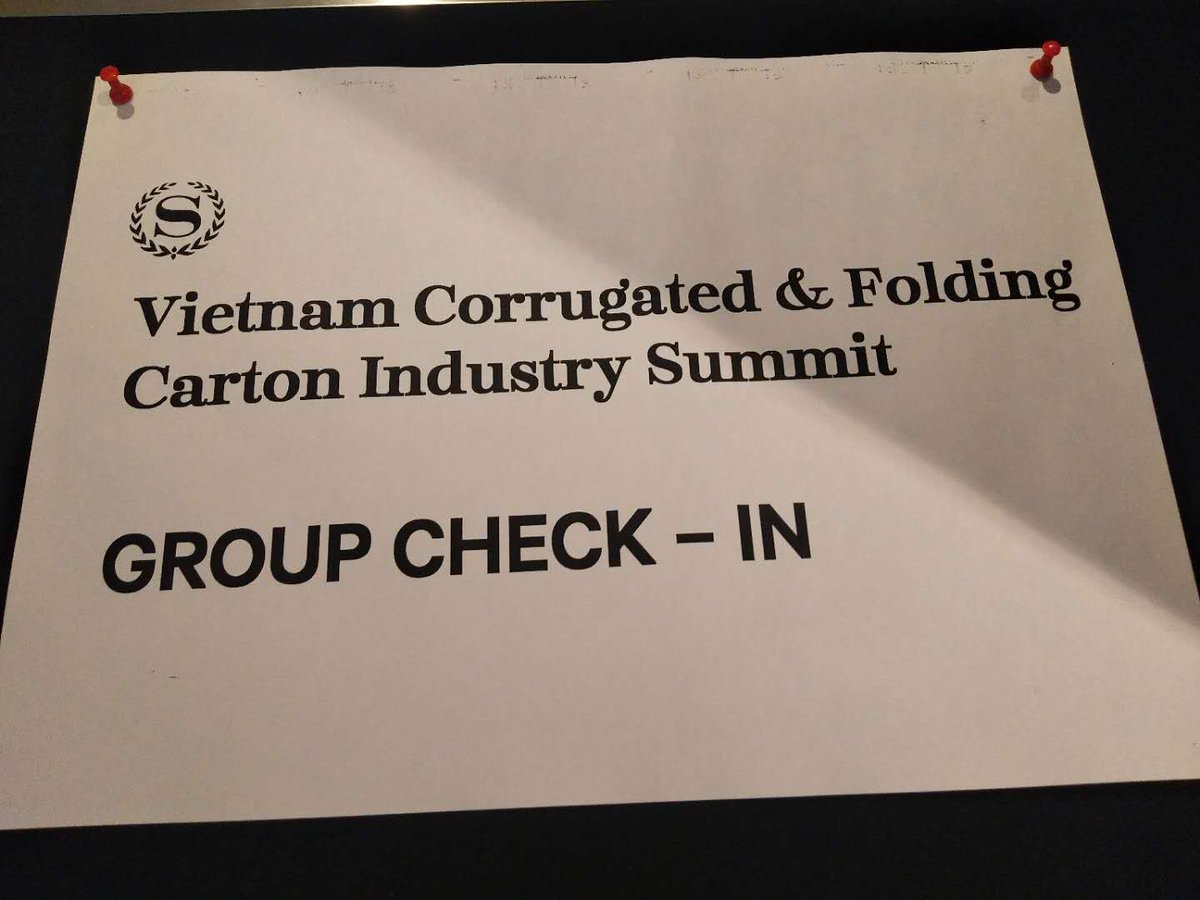 S
Vietnam Corrugated & Folding
Carton Industry Summit
GROUP CHECK – IN